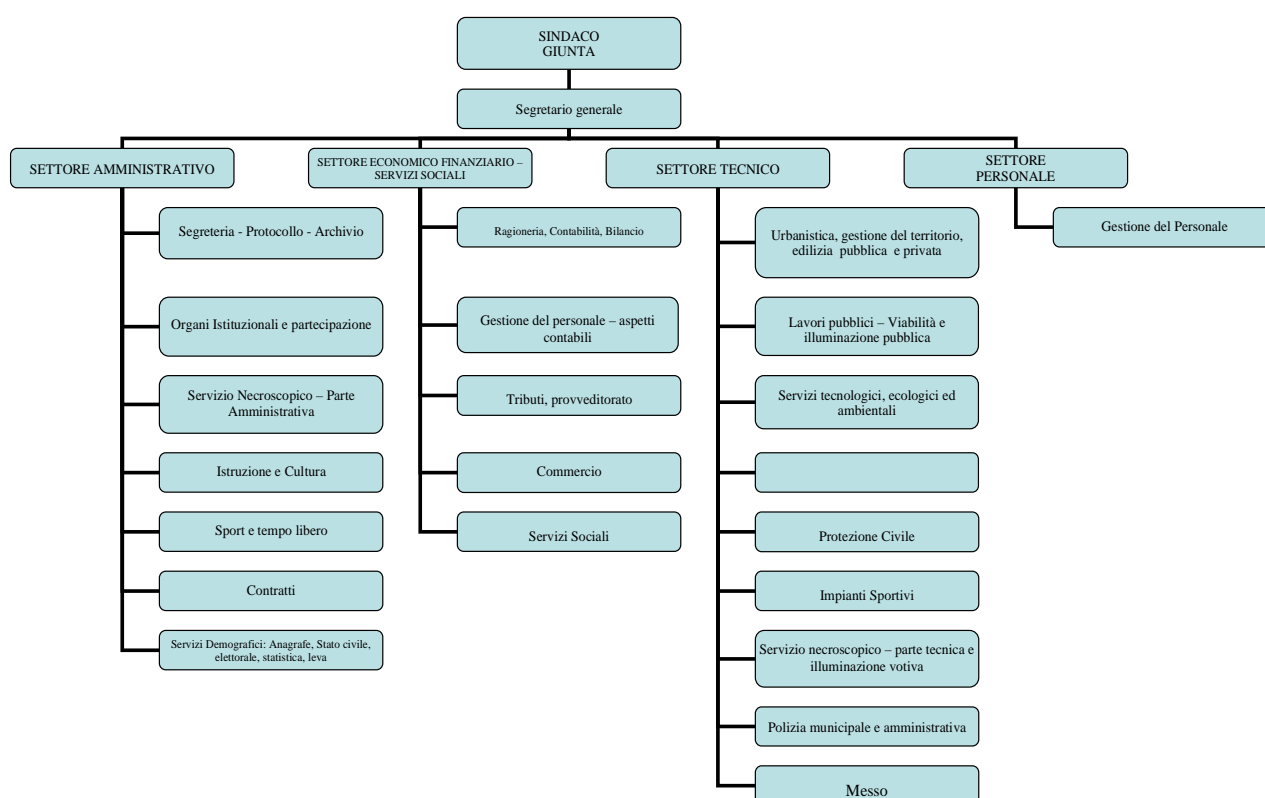 SINDACO
GIUNTA
Segretario generale
SETTORE AMMINISTRATIVO
Segreteria - Protocollo - Archivio
Organi Istituzionali e partecipazione
Servizio Necroscopico – Parte
Amministrativa
Istruzione e Cultura
Sport e tempo libero
Contratti
Servizi Demografici: Anagrafe, Stato civile,
elettorale, statistica, leva
SETTORE ECONOMICO FINANZIARIO –
SERVIZI SOCIALI
Ragioneria, Contabilità, Bilancio
Gestione del personale – aspetti
contabili
Tributi, provveditorato
Commercio
Servizi Sociali
SETTORE TECNICO
Urbanistica, gestione del territorio,
edilizia pubblica e privata
Lavori pubblici – Viabilità e
illuminazione pubblica
Servizi tecnologici, ecologici ed
ambientali
Protezione Civile
Impianti Sportivi
Servizio necroscopico – parte tecnica e
illuminazione votiva
Polizia municipale e amministrativa
Messo
SETTORE
PERSONALE
Gestione del Personale